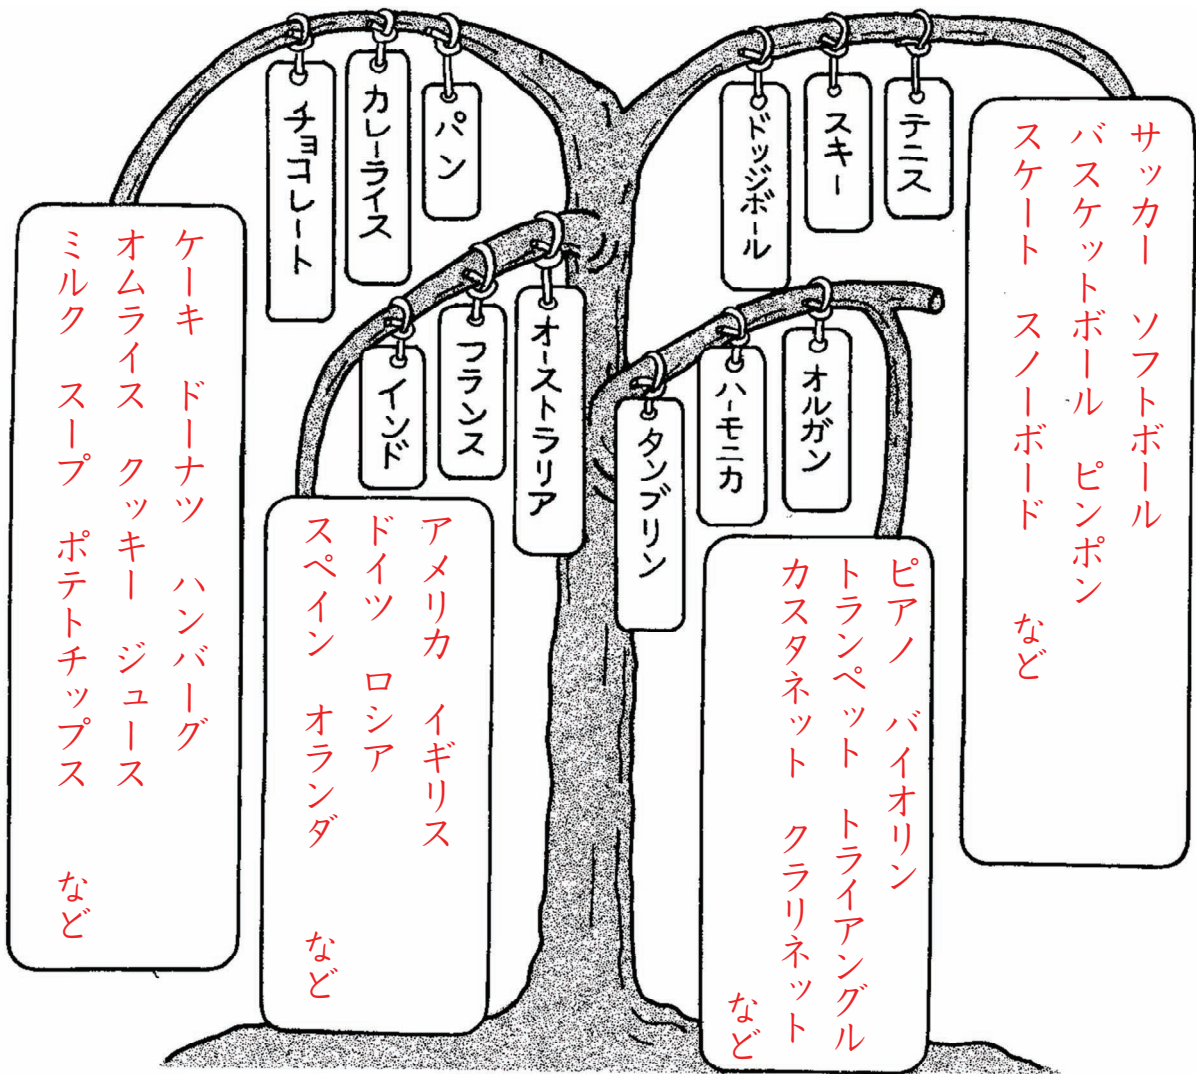 テニス
スキー
ドッジボール
サッカー ソフトボール
バスケットボール ピンポン
スケート スノーボード など
オルガン
ハーモニカ
タンブリン
ピアノ バイオリン
トランペット トライアングル
カスタネット クラリネット
など
パン
カレーライス
チョコレート
ケーキ ドーナツ ハンバーグ
オムライス クッキー ジュース
ミルク スープ ポテトチップス など
オーストラリア
フランス
インド
アメリカ イギリス
ドイツ ロシア
スペイン オランダ など